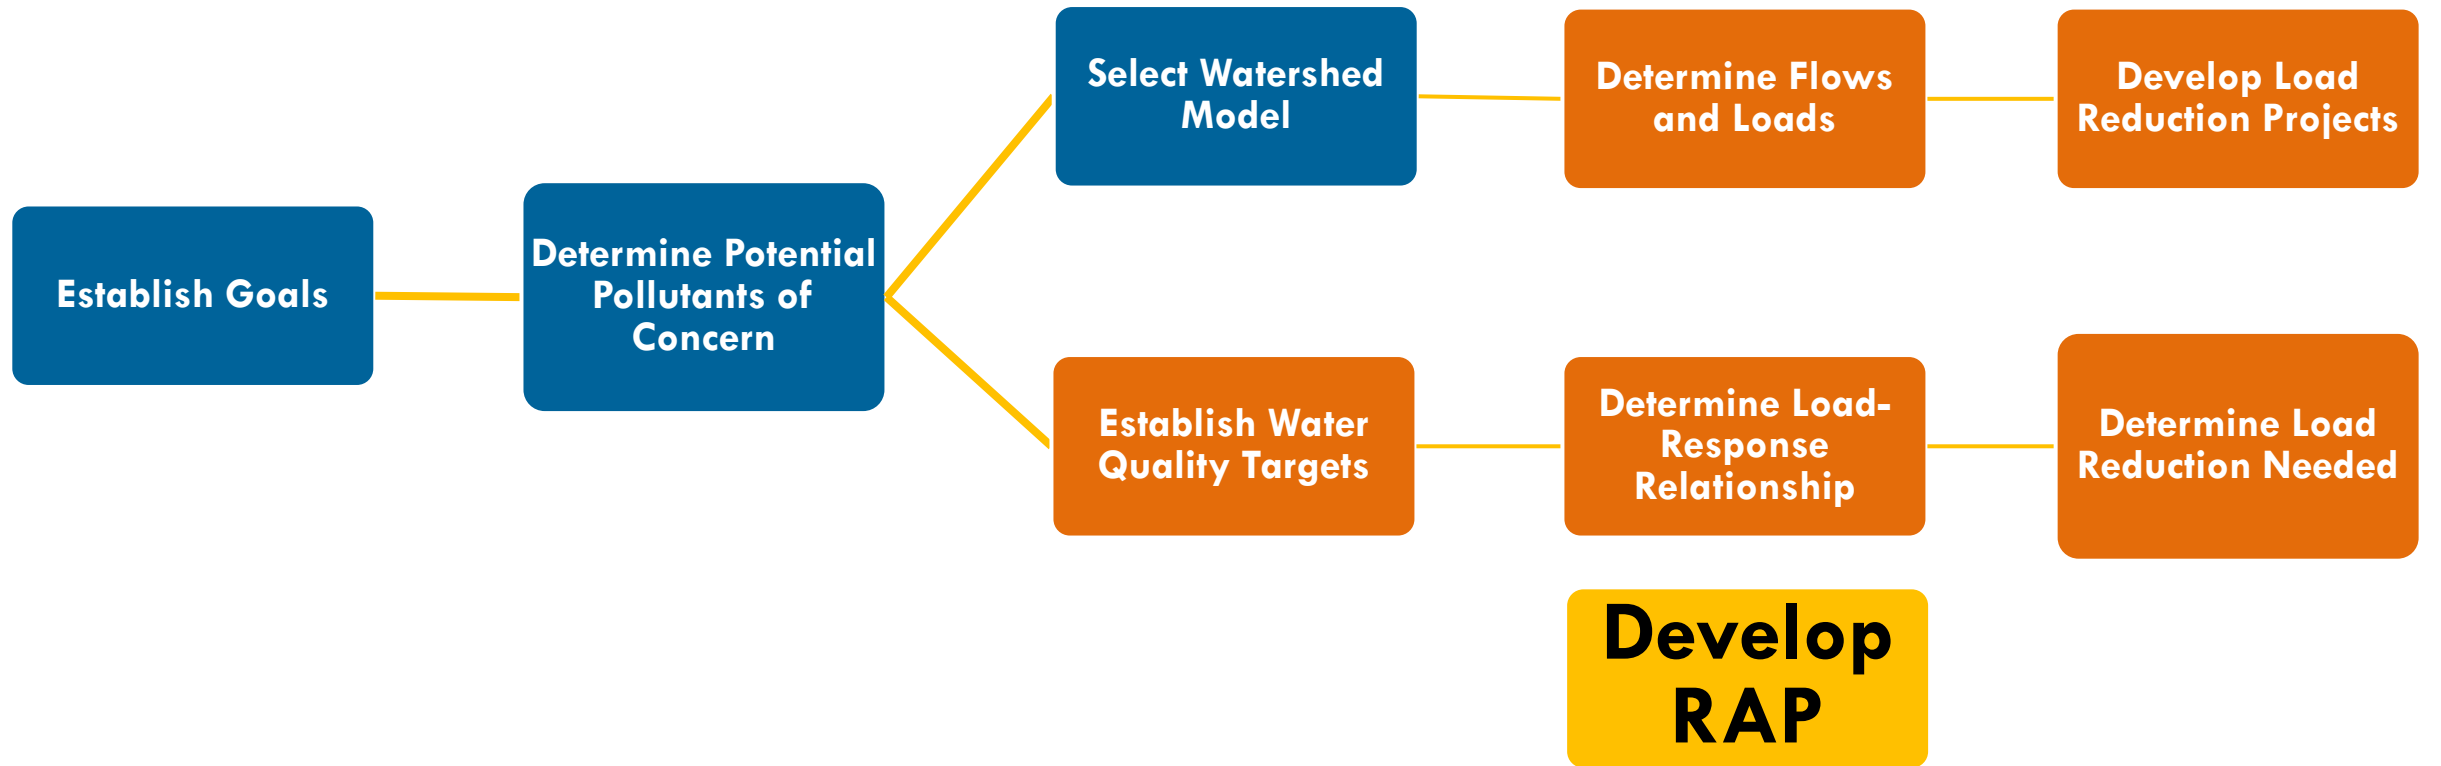 Establish Goals
Determine Potential
Pollutants of
Concern
Select Watershed
Model
Determine Flows
and Loads
Develop Load
Reduction Projects
Establish Water
Quality Targets
Determine Load-
Response
Relationship
Determine Load
Reduction Needed
Develop
RAP